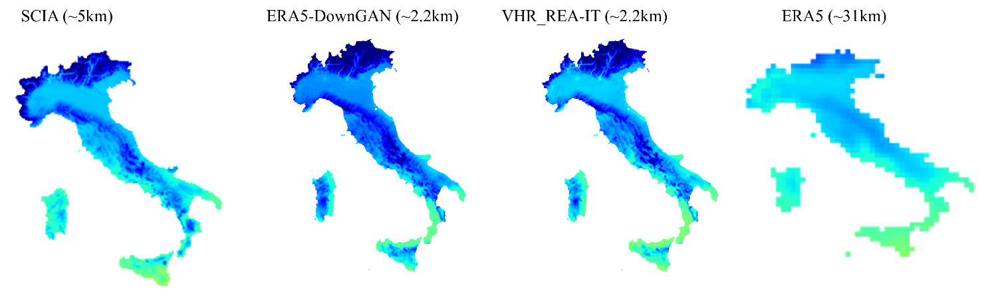 SCIA (~5km)
ERA5-DownGAN (~2.2km)
VHR_REA-IT (~2.2km)
ERA5 (~31km)